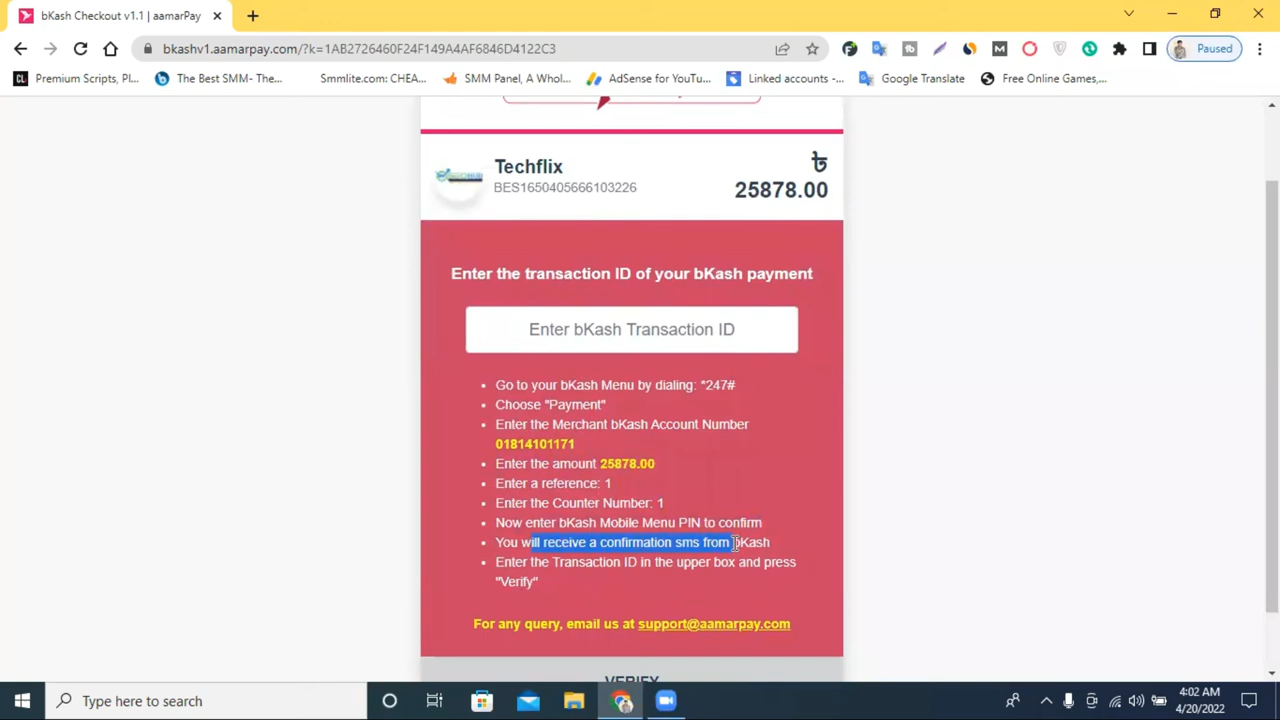 bKash Checkout v1.1 | aamarPay
bkashv1.aamarpay.com/?k=1AB2726460F24F149A4AF6846D4122C3
Paused
Premium Scripts, Pl...
The Best SMM- The...
Smmlite.com: CHEA...
SMM Panel, A Whol...
AdSense for YouTu...
Linked accounts -...
Google Translate
Free Online Games,...
Techflix
BES1650405666103226
৳
25878.00
Enter the transaction ID of your bKash payment
Enter bKash Transaction ID
Go to your bKash Menu by dialing: *247#
Choose "Payment"
Enter the Merchant bKash Account Number
01814101171
Enter the amount 25878.00
Enter a reference: 1
Enter the Counter Number: 1
Now enter bKash Mobile Menu PIN to confirm
You will receive a confirmation sms from bKash
Enter the Transaction ID in the upper box and press
"Verify"
For any query, email us at support@aamarpay.com
VERIFY
Type here to search
4:02 AM
4/20/2022